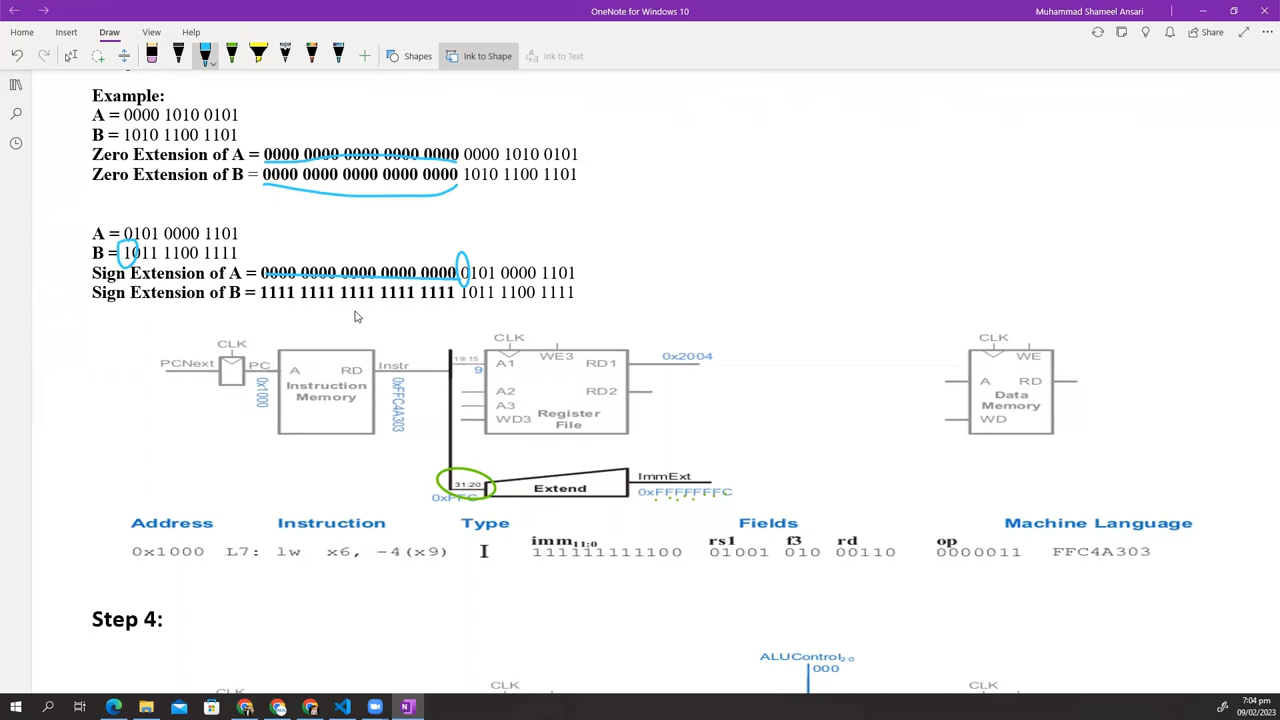 OneNote for Windows 10
Muhammad Shameel Ansari
Home Insert Draw View Help
Share
Shapes Ink to Shape Ink to Text
Example:
A = 0000 1010 0101
B = 1010 1100 1101
Zero Extension of A = 0000 0000 0000 0000 0000 0000 1010 0101
Zero Extension of B = 0000 0000 0000 0000 0000 1010 1100 1101
A = 0101 0000 1101
B = 1011 1100 1111
Sign Extension of A = 0000 0000 0000 0000 0000 0101 0000 1101
Sign Extension of B = 1111 1111 1111 1111 1111 1011 1100 1111
CLK CLK CLK
PCNext PC A RD Instr 19:15 A1 WE3 RD1 0x2004 WE
0x1000 Instruction Memory 0xFFC4A303 9 A2 RD2 A RD
A3 Register File Data Memory
WD3 WD
31:20 Extend ImmExt
0xFFC 0xFFFFFFFC
Address Instruction Type Fields Machine Language
imm11:0 rs1 f3 rd op
0x1000 L7: lw x6, -4(x9) I 111111111100 01001 010 00110 0000011 FFC4A303
Step 4:
ALUControl2:0
000
CLK CLK CLK
7:04 pm
09/02/2023